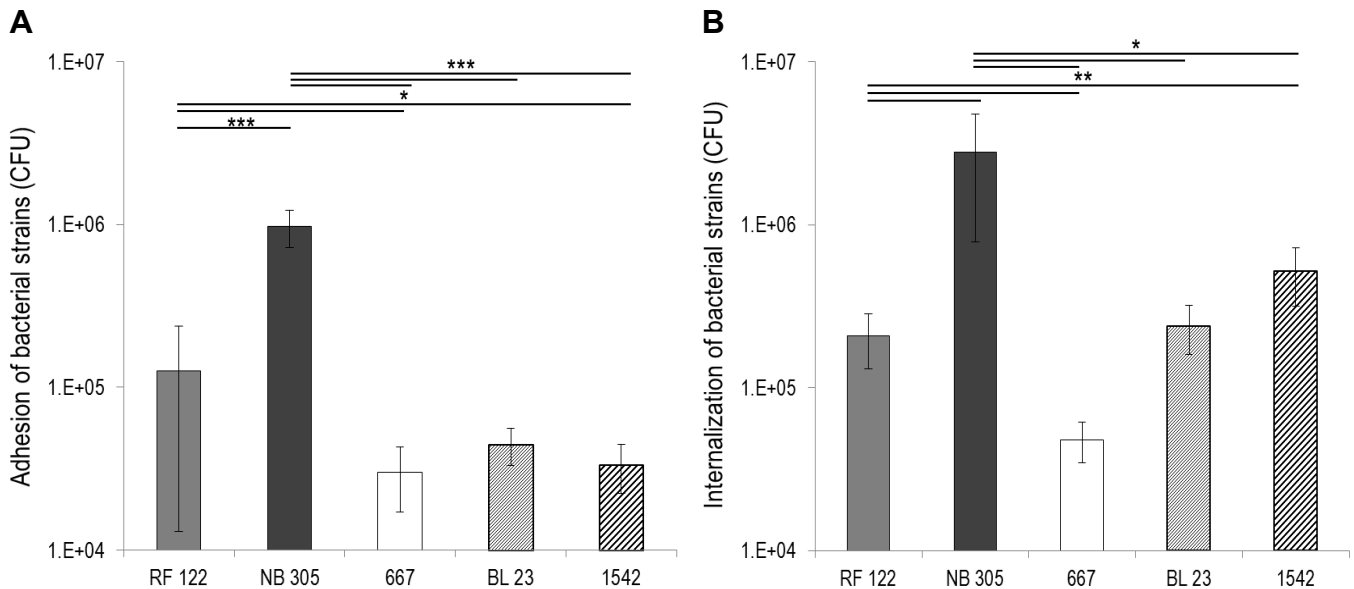 A
Adhesion of bacterial strains (CFU)
1.E+07
1.E+06
1.E+05
1.E+04
***
*
***
RF 122 NB 305 667 BL 23 1542
B
Internalization of bacterial strains (CFU)
1.E+07
1.E+06
1.E+05
1.E+04
*
**
RF 122 NB 305 667 BL 23 1542